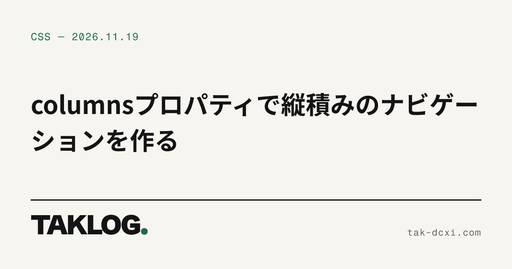 CSS — 2026.11.19
columnsプロパティで縦積みのナビゲー
ションを作る
TAKLOG.
tak-dcxi.com